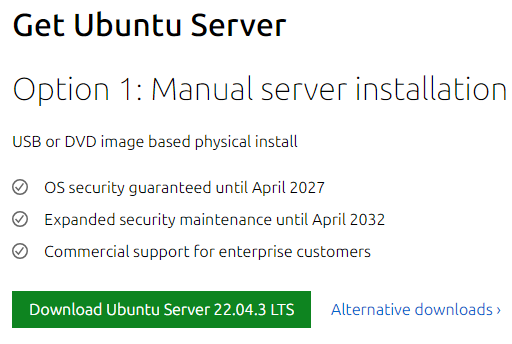 Get Ubuntu Server
Option 1: Manual server installation
USB or DVD image based physical install
OS security guaranteed until April 2027
Expanded security maintenance until April 2032
Commercial support for enterprise customers
Download Ubuntu Server 22.04.3 LTS
Alternative downloads ›